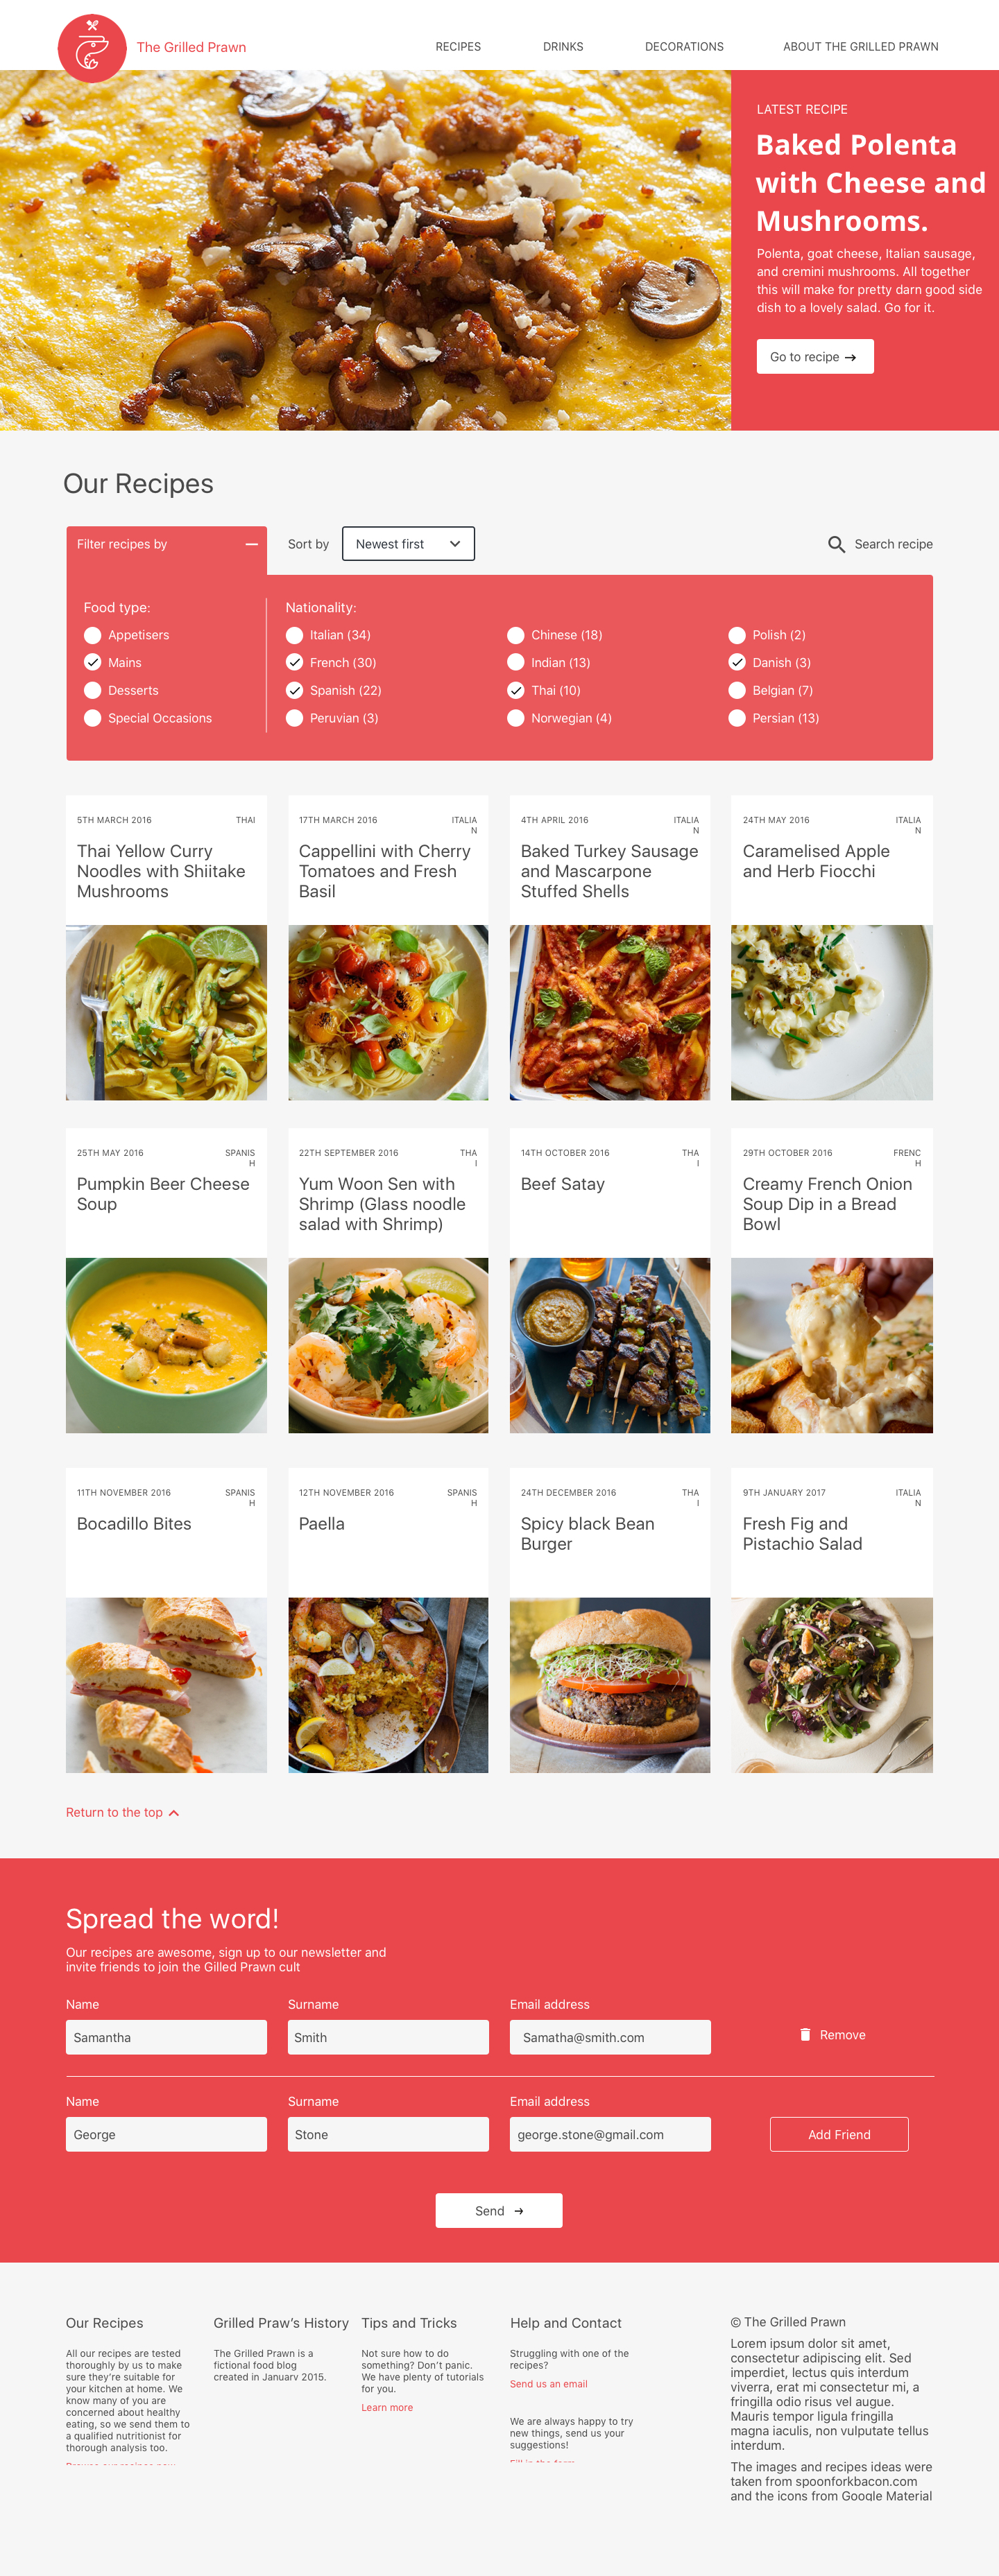 The Grilled Prawn
RECIPES
DRINKS
DECORATIONS
ABOUT THE GRILLED PRAWN
LATEST RECIPE
Baked Polenta
with Cheese and
Mushrooms.
Polenta, goat cheese, Italian sausage,
and cremini mushrooms. All together
this will make for pretty darn good side
dish to a lovely salad. Go for it.
Go to recipe
Our Recipes
Filter recipes by
Sort by
Newest first
Search recipe
Food type:
Appetisers
Mains
Desserts
Special Occasions
Nationality:
Italian (34)
French (30)
Spanish (22)
Peruvian (3)
Chinese (18)
Indian (13)
Thai (10)
Norwegian (4)
Polish (2)
Danish (3)
Belgian (7)
Persian (13)
5TH MARCH 2016
THAI
Thai Yellow Curry
Noodles with Shiitake
Mushrooms
17TH MARCH 2016
ITALIA
N
Cappellini with Cherry
Tomatoes and Fresh
Basil
4TH APRIL 2016
ITALIA
N
Baked Turkey Sausage
and Mascarpone
Stuffed Shells
24TH MAY 2016
ITALIA
N
Caramelised Apple
and Herb Fiocchi
25TH MAY 2016
SPANIS
H
Pumpkin Beer Cheese
Soup
22TH SEPTEMBER 2016
THA
I
Yum Woon Sen with
Shrimp (Glass noodle
salad with Shrimp)
14TH OCTOBER 2016
THA
I
Beef Satay
29TH OCTOBER 2016
FRENC
H
Creamy French Onion
Soup Dip in a Bread
Bowl
11TH NOVEMBER 2016
SPANIS
H
Bocadillo Bites
12TH NOVEMBER 2016
SPANIS
H
Paella
24TH DECEMBER 2016
THA
I
Spicy black Bean
Burger
9TH JANUARY 2017
ITALIA
N
Fresh Fig and
Pistachio Salad
Return to the top
Spread the word!
Our recipes are awesome, sign up to our newsletter and
invite friends to join the Gilled Prawn cult
Name
Surname
Email address
Samantha
Smith
Samatha@smith.com
Remove
Name
Surname
Email address
George
Stone
george.stone@gmail.com
Add Friend
Send
Our Recipes
All our recipes are tested
thoroughly by us to make
sure they're suitable for
your kitchen at home. We
know many of you are
concerned about healthy
eating, so we send them to
a qualified nutritionist for
thorough analysis too.
Grilled Praw's History
The Grilled Prawn is a
fictional food blog
created in January 2015.
Tips and Tricks
Not sure how to do
something? Don't panic.
We have plenty of tutorials
for you.
Learn more
Help and Contact
Struggling with one of the
recipes?
Send us an email
We are always happy to try
new things, send us your
suggestions!
© The Grilled Prawn
Lorem ipsum dolor sit amet,
consectetur adipiscing elit. Sed
imperdiet, lectus quis interdum
viverra, erat mi consectetur mi, a
fringilla odio risus vel augue.
Mauris tempor ligula fringilla
magna iaculis, non vulputate tellus
interdum.
The images and recipes ideas were
taken from spoonforkbacon.com
and the icons from Google Material